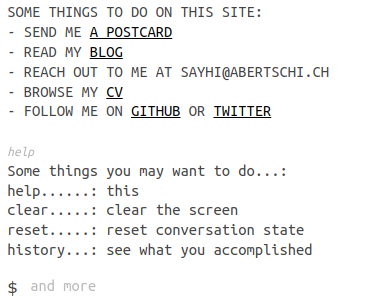 SOME THINGS TO DO ON THIS SITE:
- SEND ME A POSTCARD
- READ MY BLOG
- REACH OUT TO ME AT SAYHI@ABERTSCHI.CH
- BROWSE MY CV
- FOLLOW ME ON GITHUB OR TWITTER
help
Some things you may want to do...:
help......: this
clear.....: clear the screen
reset.....: reset conversation state
history...: see what you accomplished
$ and more